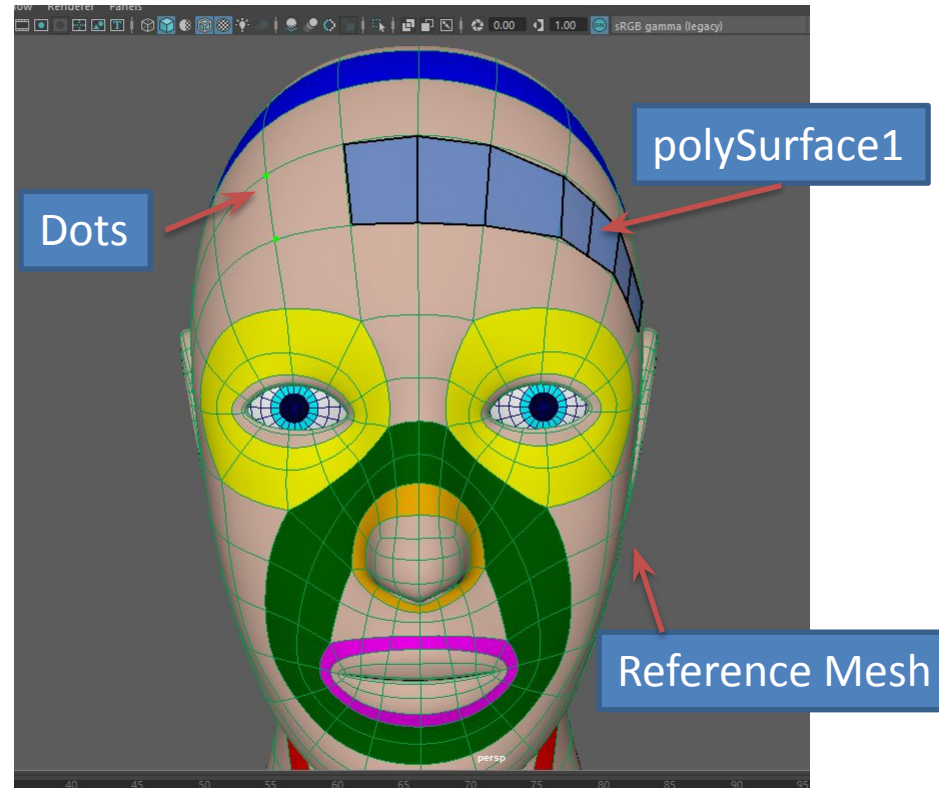 Renderer Panels
0.00 1.00 ON sRGB gamma (legacy)
polySurface1
Dots
Reference Mesh
persp
40 45 50 55 60 65 70 75 80 85 90 95